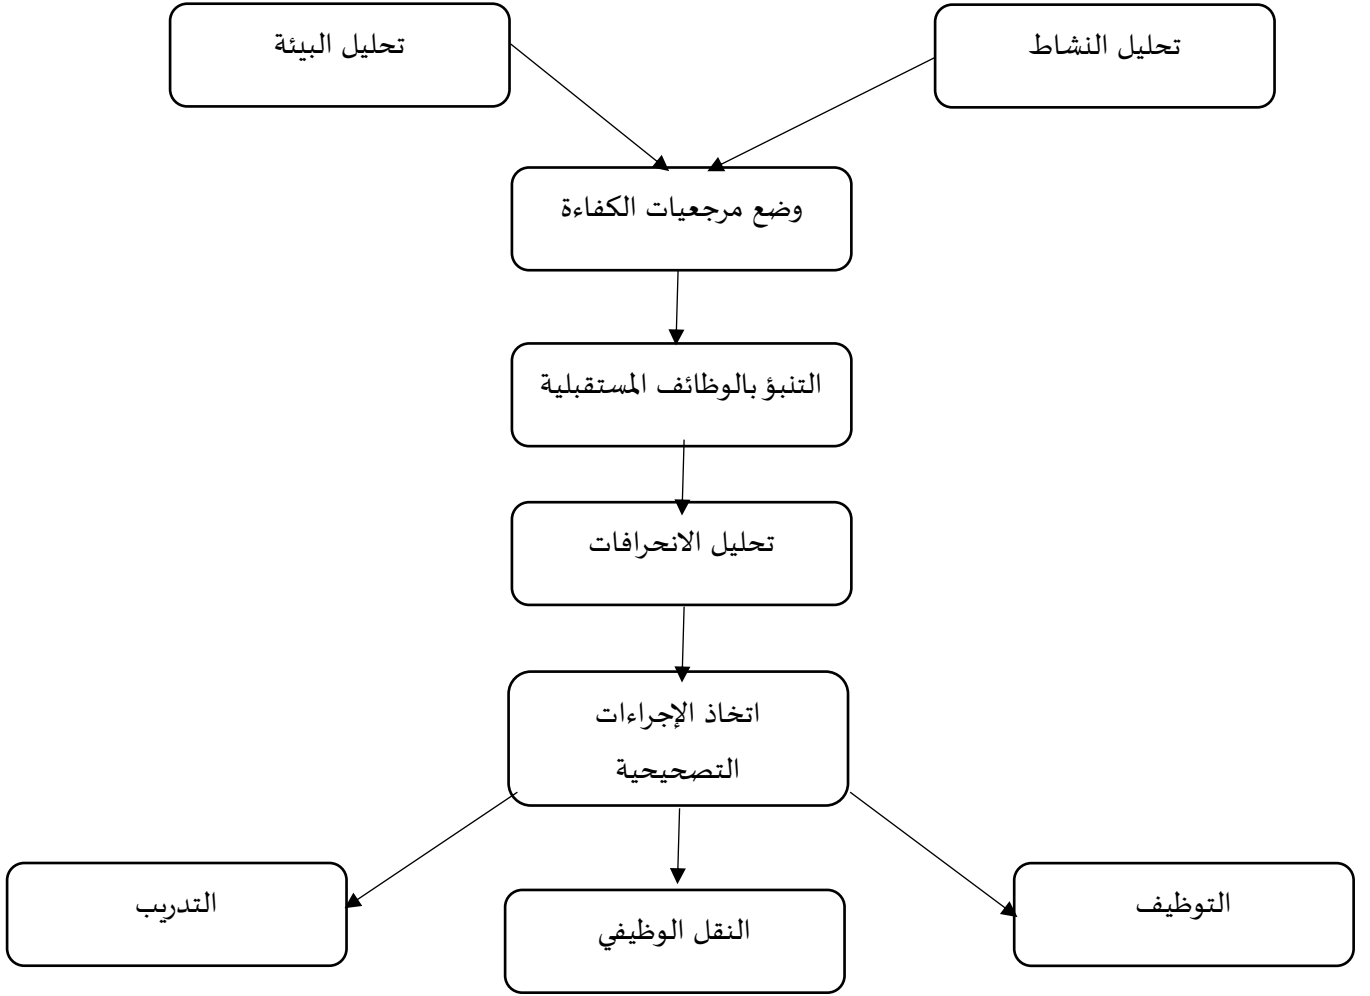 تحليل النشاط
تحليل البيئة
وضع مرجعيات الكفاءة
التنبؤ بالوظائف المستقبلية
تحليل الانحرافات
اتخاذ الإجراءات
التصحيحية
التوظيف
النقل الوظيفي
التدريب